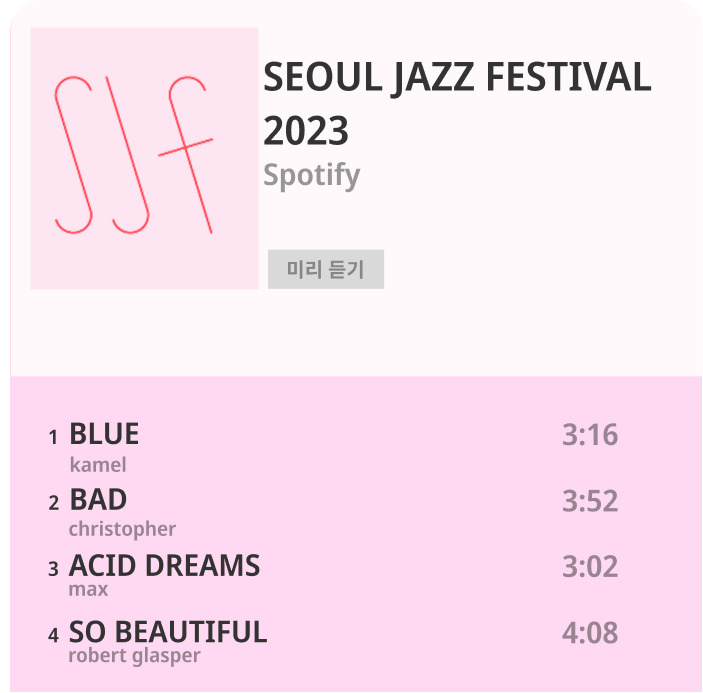 SJF
SEOUL JAZZ FESTIVAL
2023
Spotify
미리 듣기
1 BLUE 3:16
kamel
2 BAD 3:52
christopher
3 ACID DREAMS 3:02
max
4 SO BEAUTIFUL 4:08
robert glasper